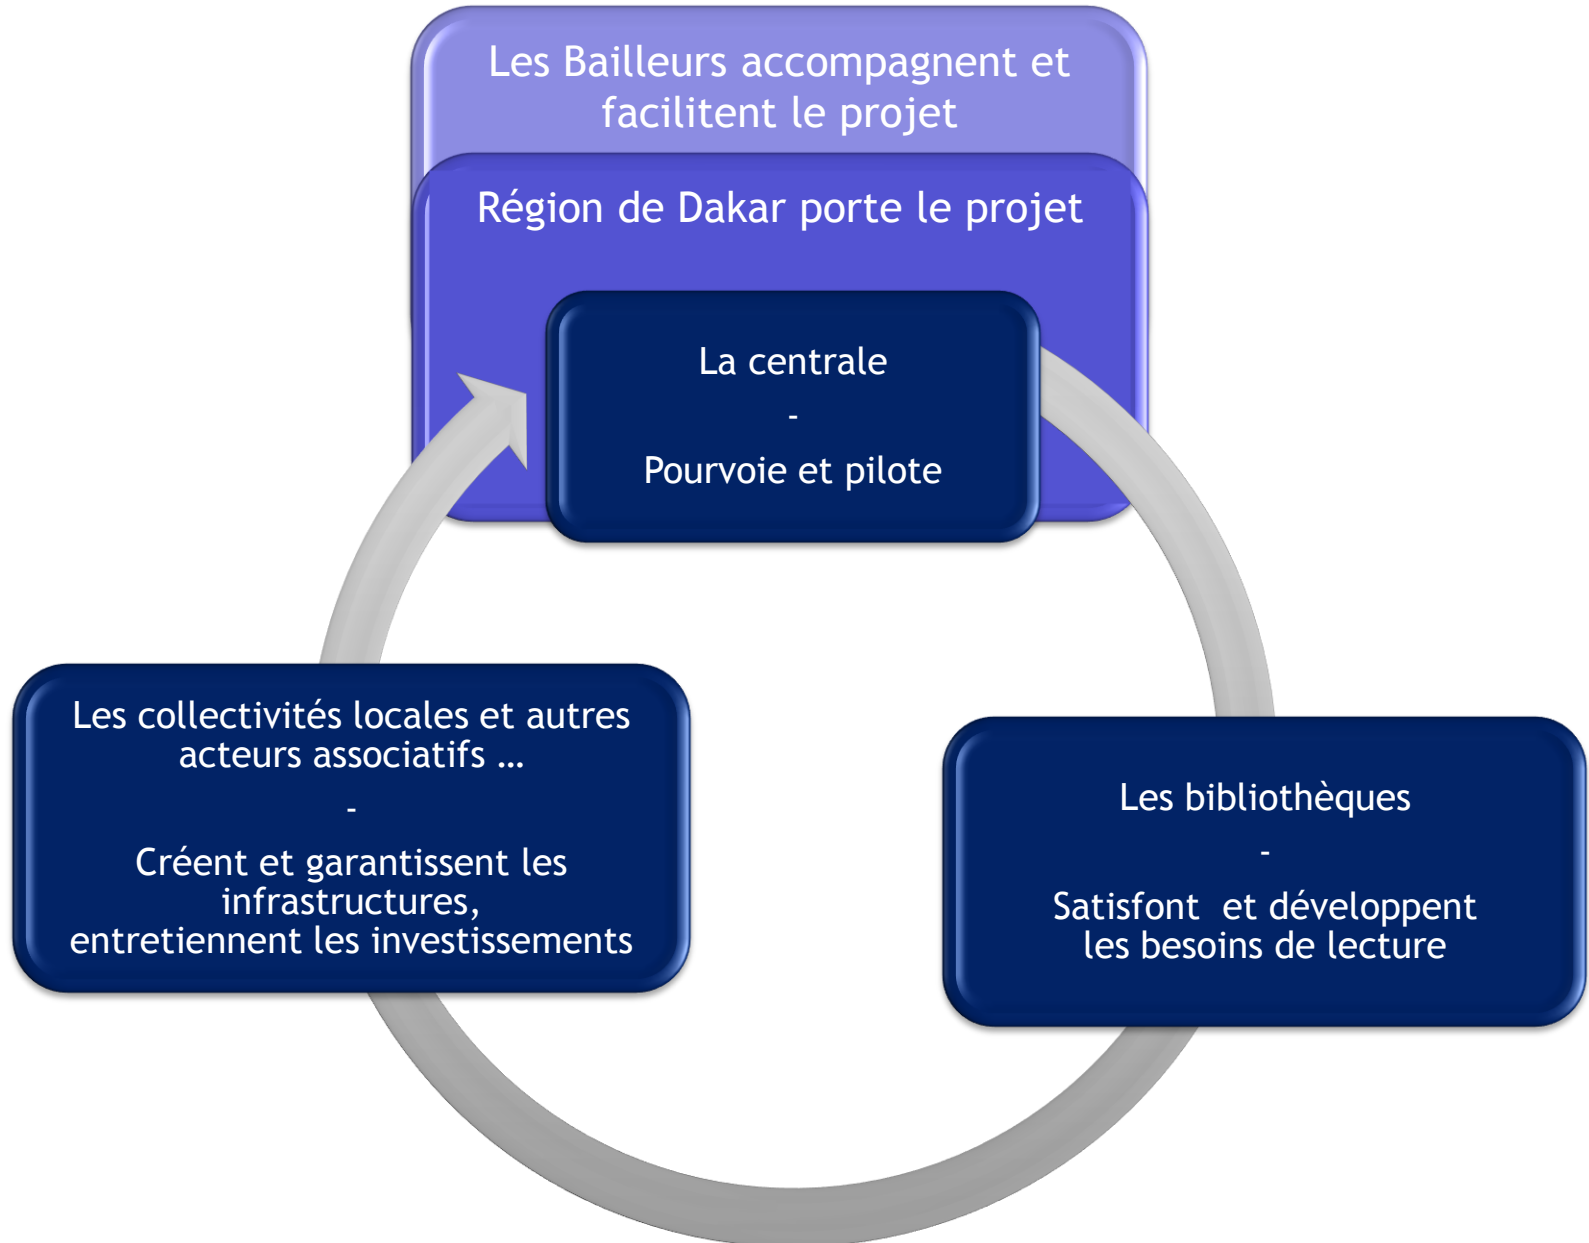 Les Bailleurs accompagnent et
facilitent le projet
Région de Dakar porte le projet
La centrale
-
Pourvoie et pilote
Les collectivités locales et autres
acteurs associatifs …
-
Créent et garantissent les
infrastructures,
entretiennent les investissements
Les bibliothèques
-
Satisfont  et développent
les besoins de lecture